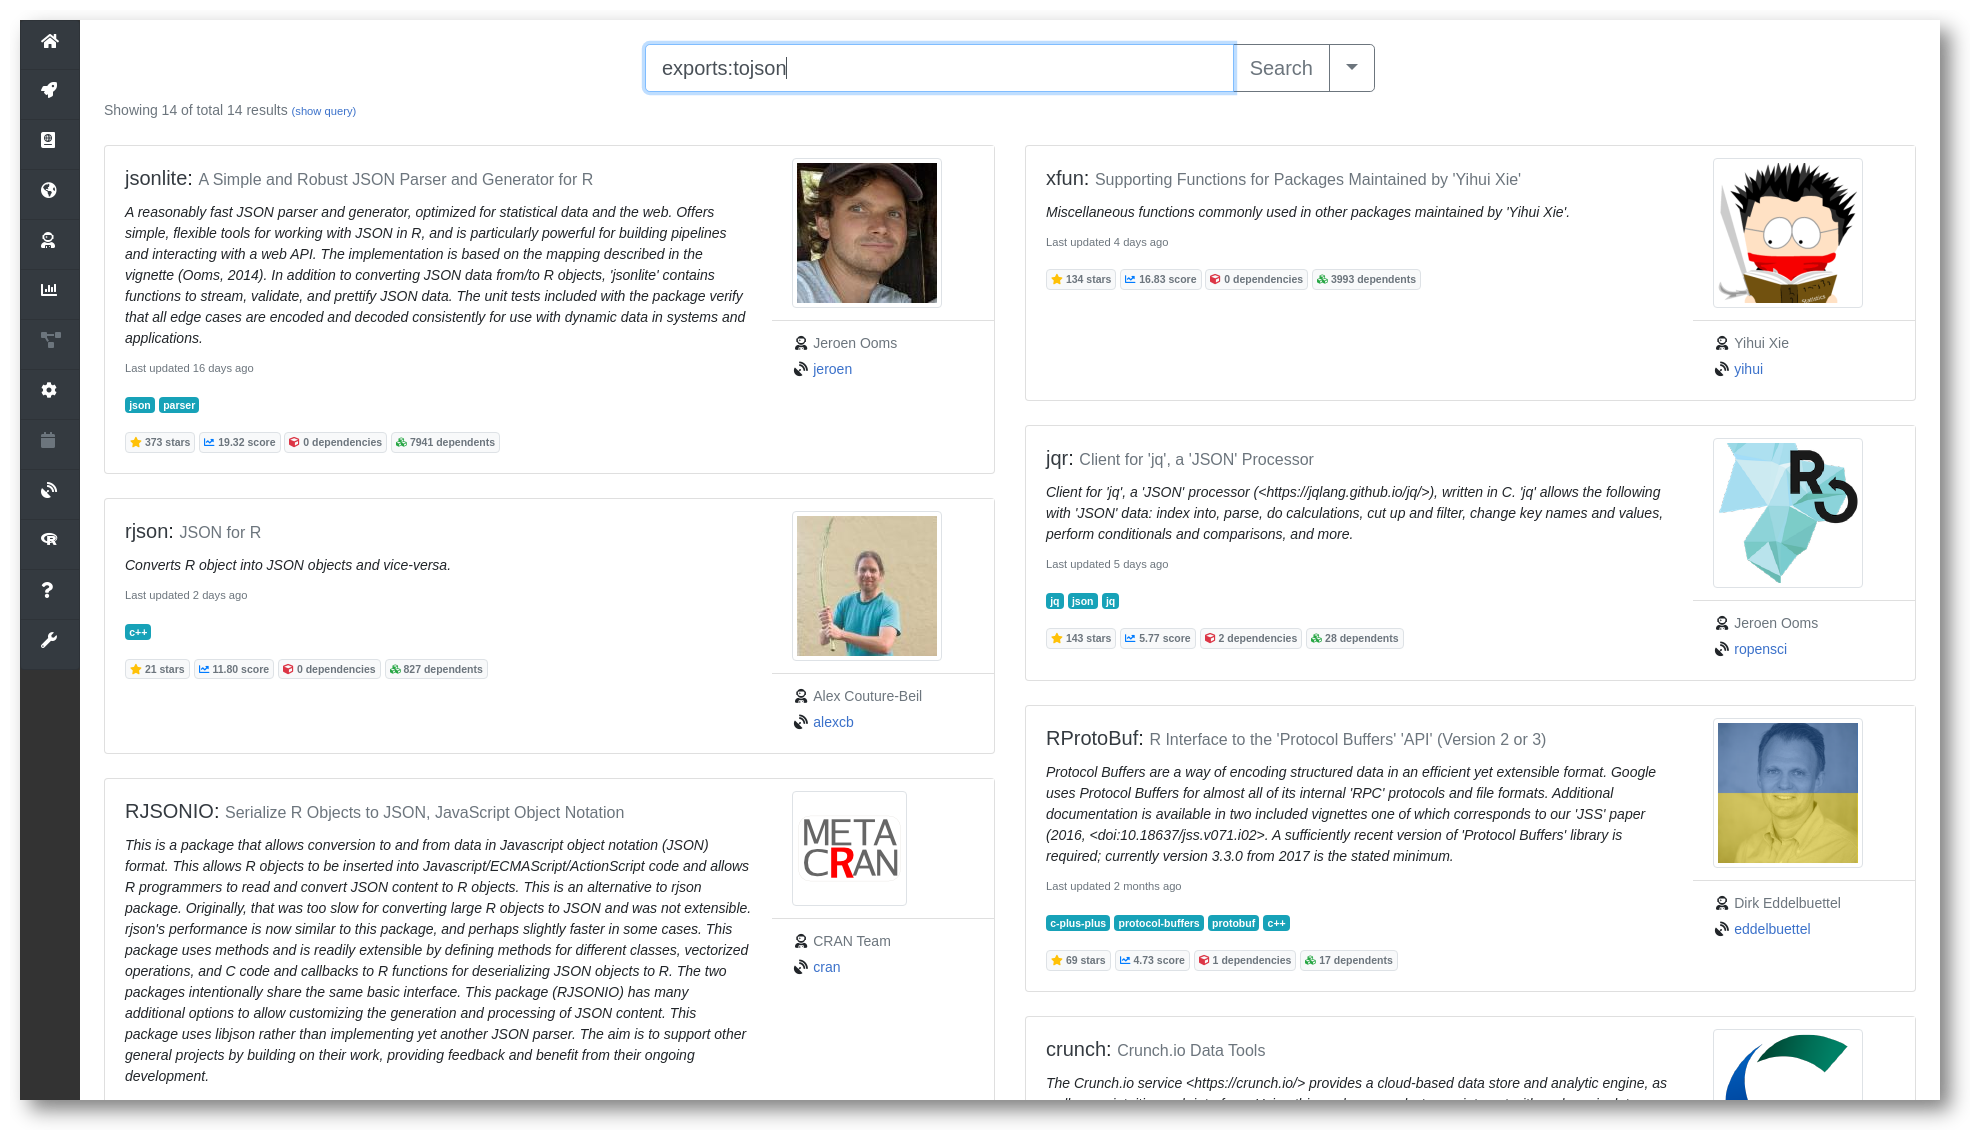 exports:tojson
Search
Showing 14 of total 14 results (show query)
jsonlite: A Simple and Robust JSON Parser and Generator for R
A reasonably fast JSON parser and generator, optimized for statistical data and the web. Offers
simple, flexible tools for working with JSON in R, and is particularly powerful for building pipelines
and interacting with a web API. The implementation is based on the mapping described in the
vignette (Ooms, 2014). In addition to converting JSON data from/to R objects, 'jsonlite' contains
functions to stream, validate, and prettify JSON data. The unit tests included with the package verify
that all edge cases are encoded and decoded consistently for use with dynamic data in systems and
applications.
Last updated 16 days ago
json parser
373 stars 19.32 score 0 dependencies 7941 dependents
Jeroen Ooms
jeroen
rjson: JSON for R
Converts R object into JSON objects and vice-versa.
Last updated 2 days ago
c++
21 stars 11.80 score 0 dependencies 827 dependents
Alex Couture-Beil
alexcb
RJSONIO: Serialize R Objects to JSON, JavaScript Object Notation
This is a package that allows conversion to and from data in Javascript object notation (JSON)
format. This allows R objects to be inserted into Javascript/ECMAScript/ActionScript code and allows
R programmers to read and convert JSON content to R objects. This is an alternative to rjson
package. Originally, that was too slow for converting large R objects to JSON and was not extensible.
rjson's performance is now similar to this package, and perhaps slightly faster in some cases. This
package uses methods and is readily extensible by defining methods for different classes, vectorized
operations, and C code and callbacks to R functions for deserializing JSON objects to R. The two
packages intentionally share the same basic interface. This package (RJSONIO) has many
additional options to allow customizing the generation and processing of JSON content. This
package uses libjson rather than implementing yet another JSON parser. The aim is to support other
general projects by building on their work, providing feedback and benefit from their ongoing
development.
META
CRAN
CRAN Team
cran
xfun: Supporting Functions for Packages Maintained by 'Yihui Xie'
Miscellaneous functions commonly used in other packages maintained by 'Yihui Xie'.
Last updated 4 days ago
134 stars 16.83 score 0 dependencies 3993 dependents
Statistics
Yihui Xie
yihui
jqr: Client for 'jq', a 'JSON' Processor
Client for 'jq', a 'JSON' processor (<https://jqlang.github.io/jq/>), written in C. 'jq' allows the following
with 'JSON' data: index into, parse, do calculations, cut up and filter, change key names and values,
perform conditionals and comparisons, and more.
Last updated 5 days ago
jq json jq
143 stars 5.77 score 2 dependencies 28 dependents
R
Jeroen Ooms
ropensci
RProtoBuf: R Interface to the 'Protocol Buffers' 'API' (Version 2 or 3)
Protocol Buffers are a way of encoding structured data in an efficient yet extensible format. Google
uses Protocol Buffers for almost all of its internal 'RPC' protocols and file formats. Additional
documentation is available in two included vignettes one of which corresponds to our 'JSS' paper
(2016, <doi:10.18637/jss.v071.i02>. A sufficiently recent version of 'Protocol Buffers' library is
required; currently version 3.3.0 from 2017 is the stated minimum.
Last updated 2 months ago
c-plus-plus protocol-buffers protobuf c++
69 stars 4.73 score 1 dependencies 17 dependents
Dirk Eddelbuettel
eddelbuettel
crunch: Crunch.io Data Tools
The Crunch.io service <https://crunch.io/> provides a cloud-based data store and analytic engine, as